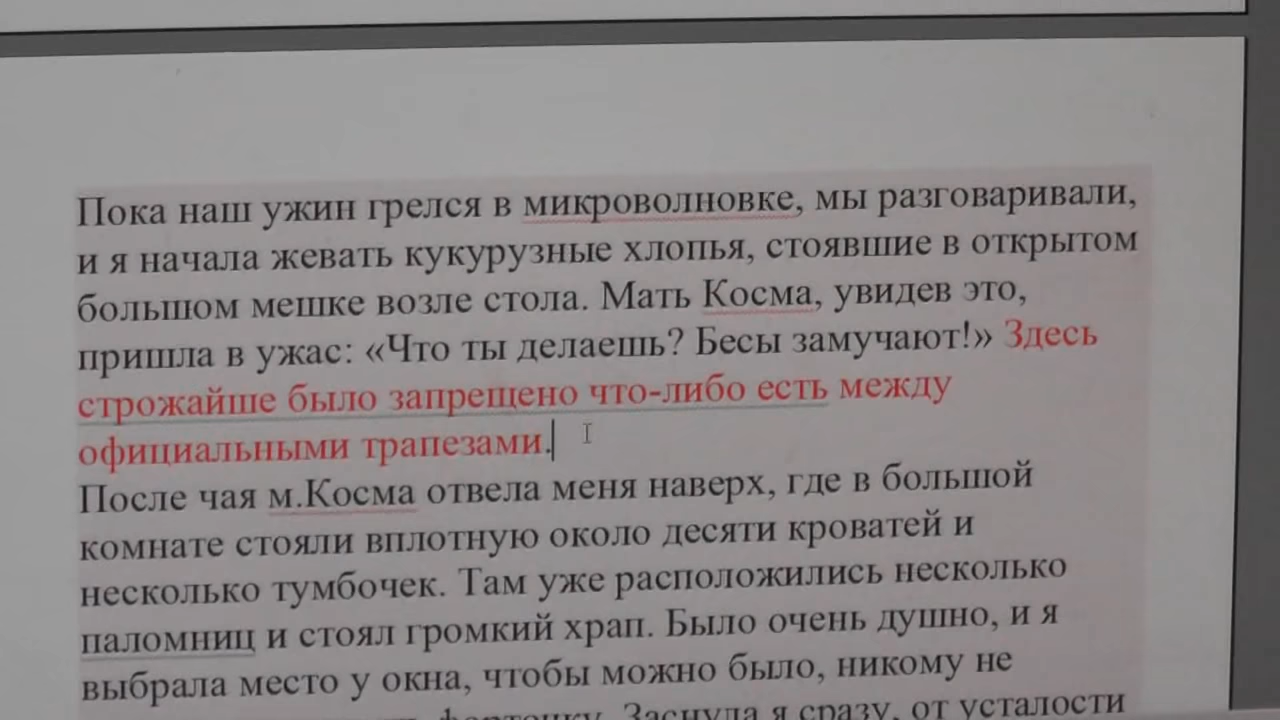 Пока наш ужин грелся в микроволновке, мы разговаривали,
и я начала жевать кукурузные хлопья, стоявшие в открытом
большом мешке возле стола. Мать Косма, увидев это,
пришла в ужас: «Что ты делаешь? Бесы замучают!» Здесь
строжайше было запрещено что-либо есть между
официальными трапезами.
После чая м.Косма отвела меня наверх, где в большой
комнате стояли вплотную около десяти кроватей и
несколько тумбочек. Там уже расположились несколько
паломниц и стоял громкий храп. Было очень душно, и я
выбрала место у окна, чтобы можно было, никому не
форточку. Заснула я сразу, от усталости